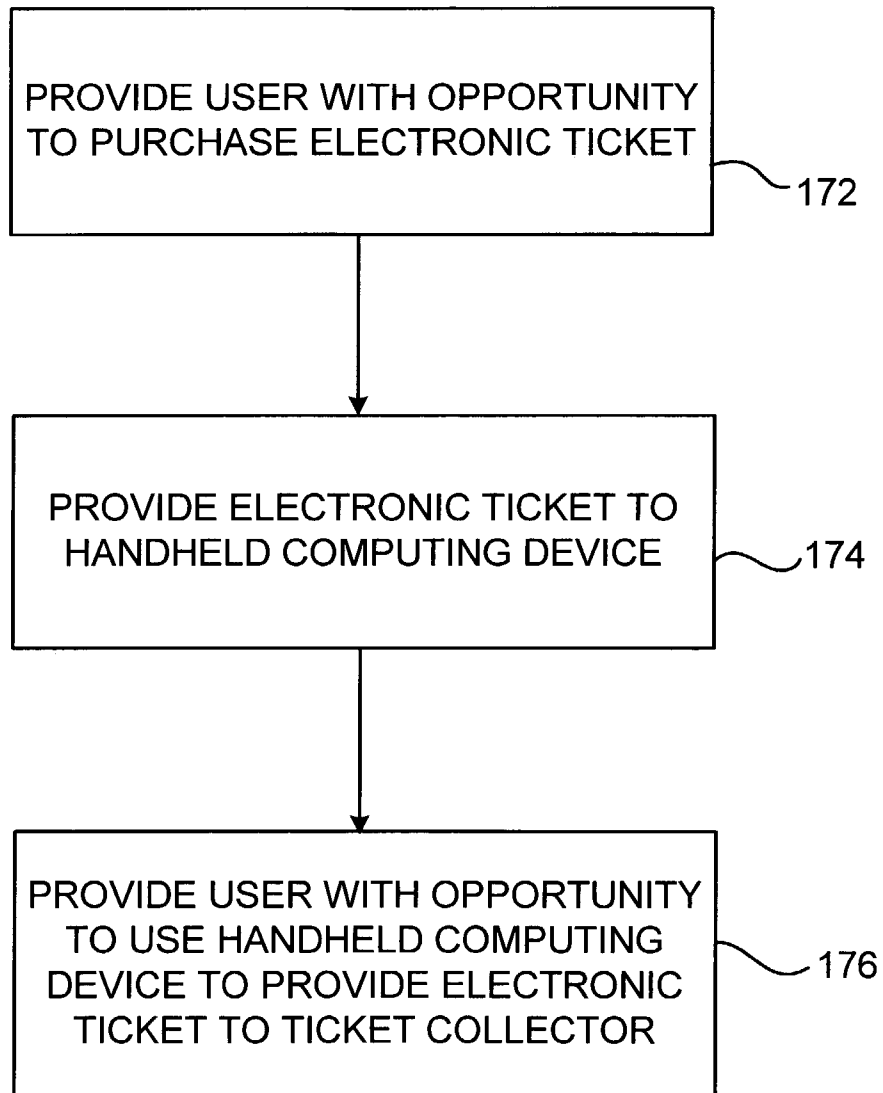 PROVIDE USER WITH OPPORTUNITY
TO PURCHASE ELECTRONIC TICKET
172
PROVIDE ELECTRONIC TICKET TO
HANDHELD COMPUTING DEVICE
174
PROVIDE USER WITH OPPORTUNITY
TO USE HANDHELD COMPUTING
DEVICE TO PROVIDE ELECTRONIC
TICKET TO TICKET COLLECTOR
176